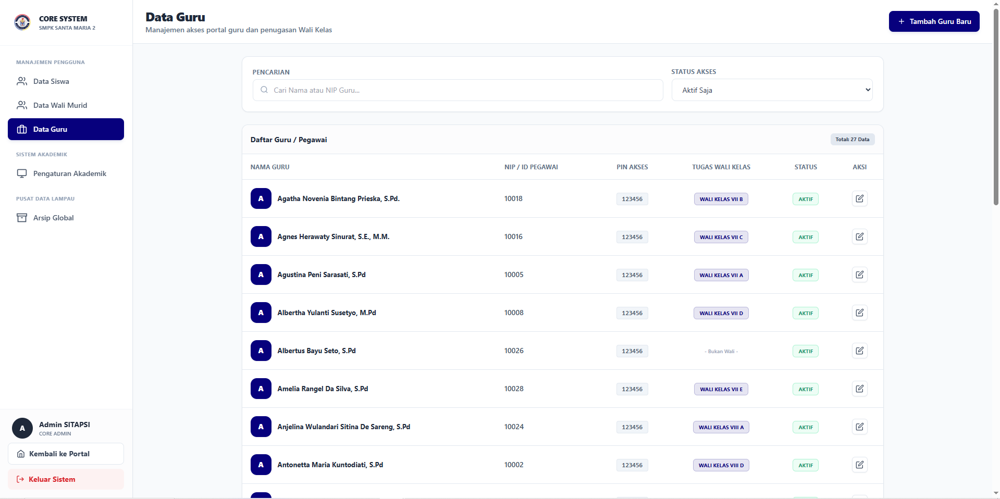 CORE SYSTEM
SMPK SANTA MARIA 2
MANAJEMEN PENGGUNA
Data Siswa
Data Wali Murid
Data Guru
SISTEM AKADEMIK
Pengaturan Akademik
PUSAT DATA LAMPAU
Arsip Global
A
Admin SITAPSI
CORE ADMIN
Kembali ke Portal
Keluar Sistem
Data Guru
Manajemen akses portal guru dan penugasan Wali Kelas
+ Tambah Guru Baru
PENCARIAN
Cari Nama atau NIP Guru...
STATUS AKSES
Aktif Saja
Daftar Guru / Pegawai
Total: 27 Data
NAMA GURU NIP / ID PEGAWAI PIN AKSES TUGAS WALI KELAS STATUS AKSI
A Agatha Novenia Bintang Prieska, S.Pd. 10018 123456 WALI KELAS VII B AKTIF
A Agnes Herawaty Sinurat, S.E., M.M. 10016 123456 WALI KELAS VII C AKTIF
A Agustina Peni Sarasati, S.Pd 10005 123456 WALI KELAS VII A AKTIF
A Albertha Yulanti Susetyo, M.Pd 10008 123456 WALI KELAS VII D AKTIF
A Albertus Bayu Seto, S.Pd 10026 123456 - Bukan Wali - AKTIF
A Amelia Rangel Da Silva, S.Pd 10028 123456 WALI KELAS VII E AKTIF
A Anjelina Wulandari Sitina De Sareng, S.Pd 10024 123456 WALI KELAS VIII A AKTIF
A Antonetta Maria Kuntodiati, S.Pd 10002 123456 WALI KELAS VIII D AKTIF